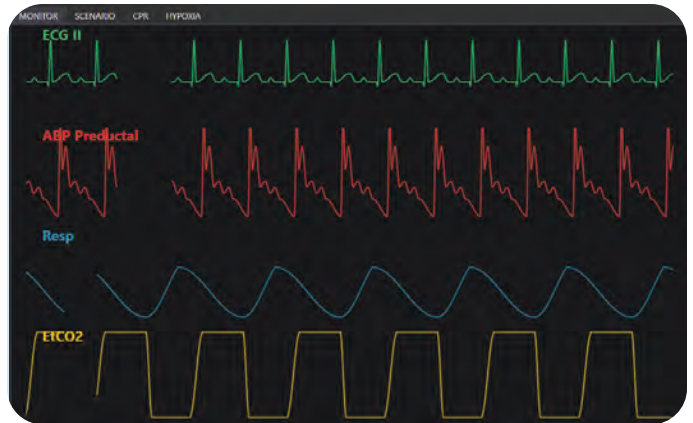 MONITOR SCENARIO CPR HYPOXIA
ECG II
ABP Preductal
Resp
EtCO2